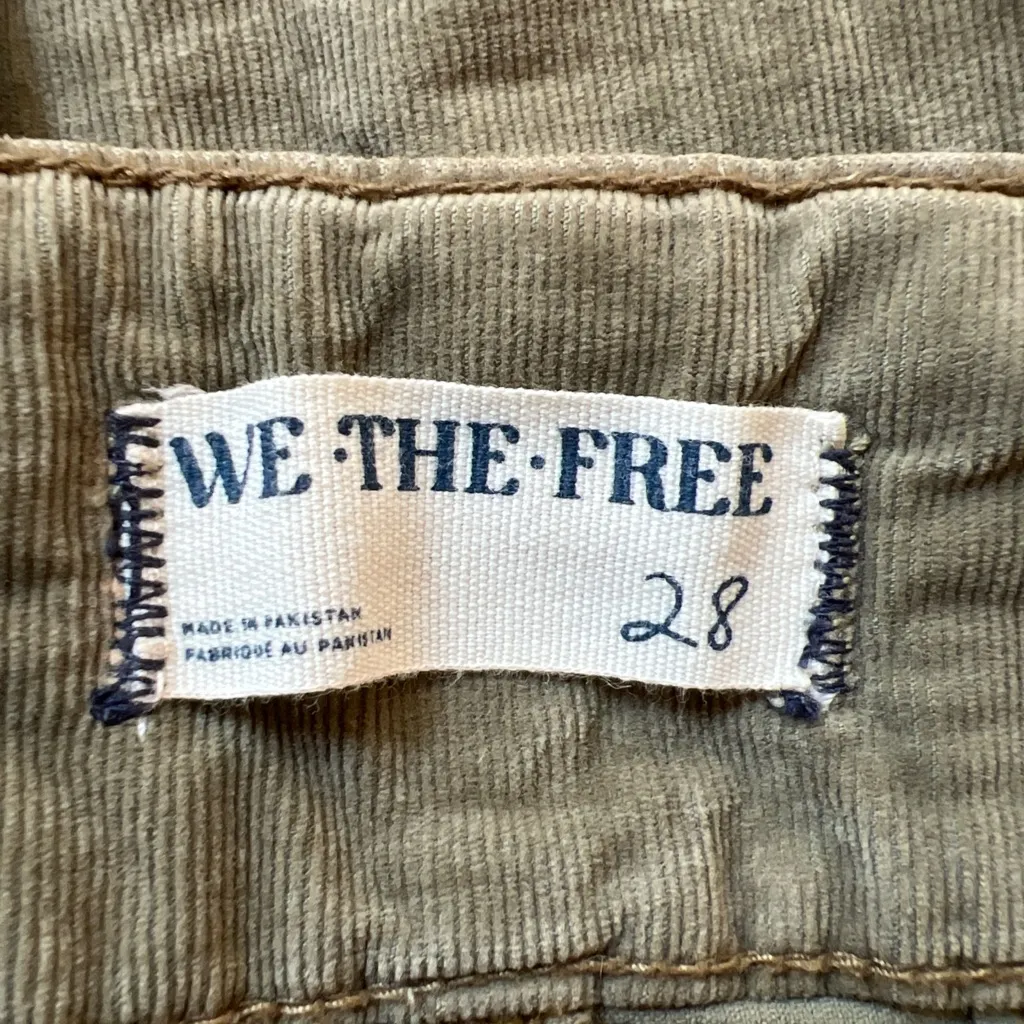 WE·THE·FREE
28
MADE IN PAKISTAN
FABRIQUÉ AU PAKISTAN